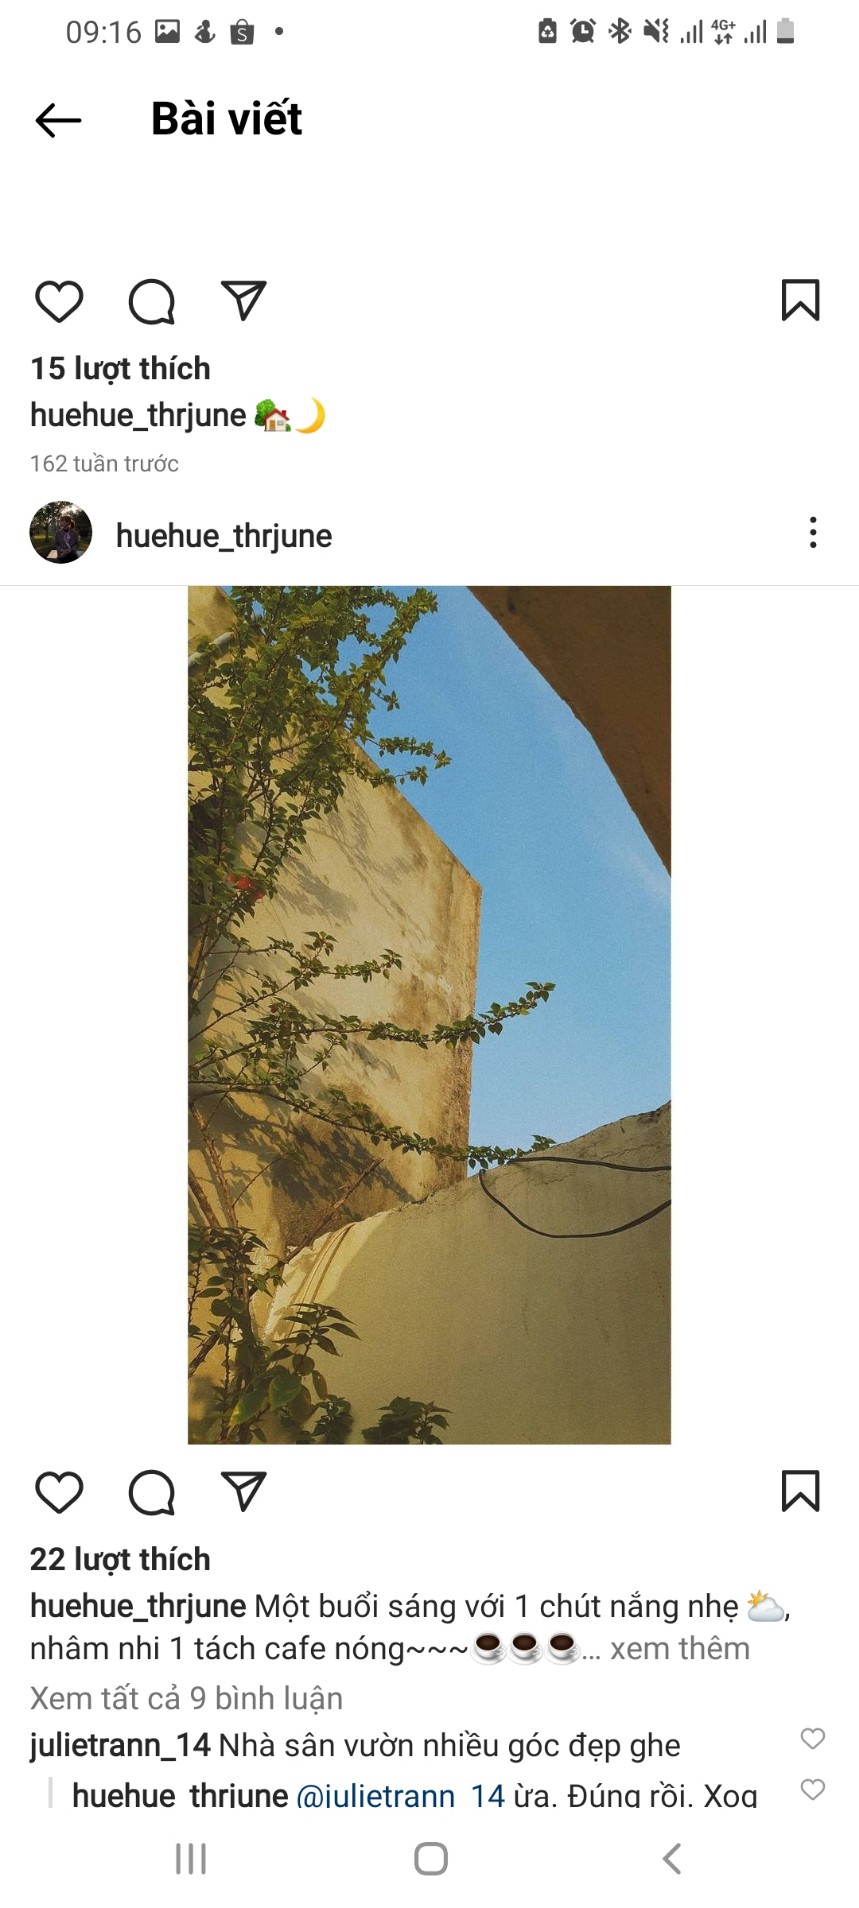 09:16
4G+
Bài viết
15 lượt thích
huehue_thrjune 🏡🌙
162 tuần trước
huehue_thrjune
22 lượt thích
huehue_thrjune Một buổi sáng với 1 chút nắng nhẹ 🌥️,
nhâm nhi 1 tách cafe nóng~~~☕☕☕... xem thêm
Xem tất cả 9 bình luận
julietrann_14 Nhà sân vườn nhiều góc đẹp ghe
huehue_thrjune @julietrann_14 ừa. Đúng rồi. Xog